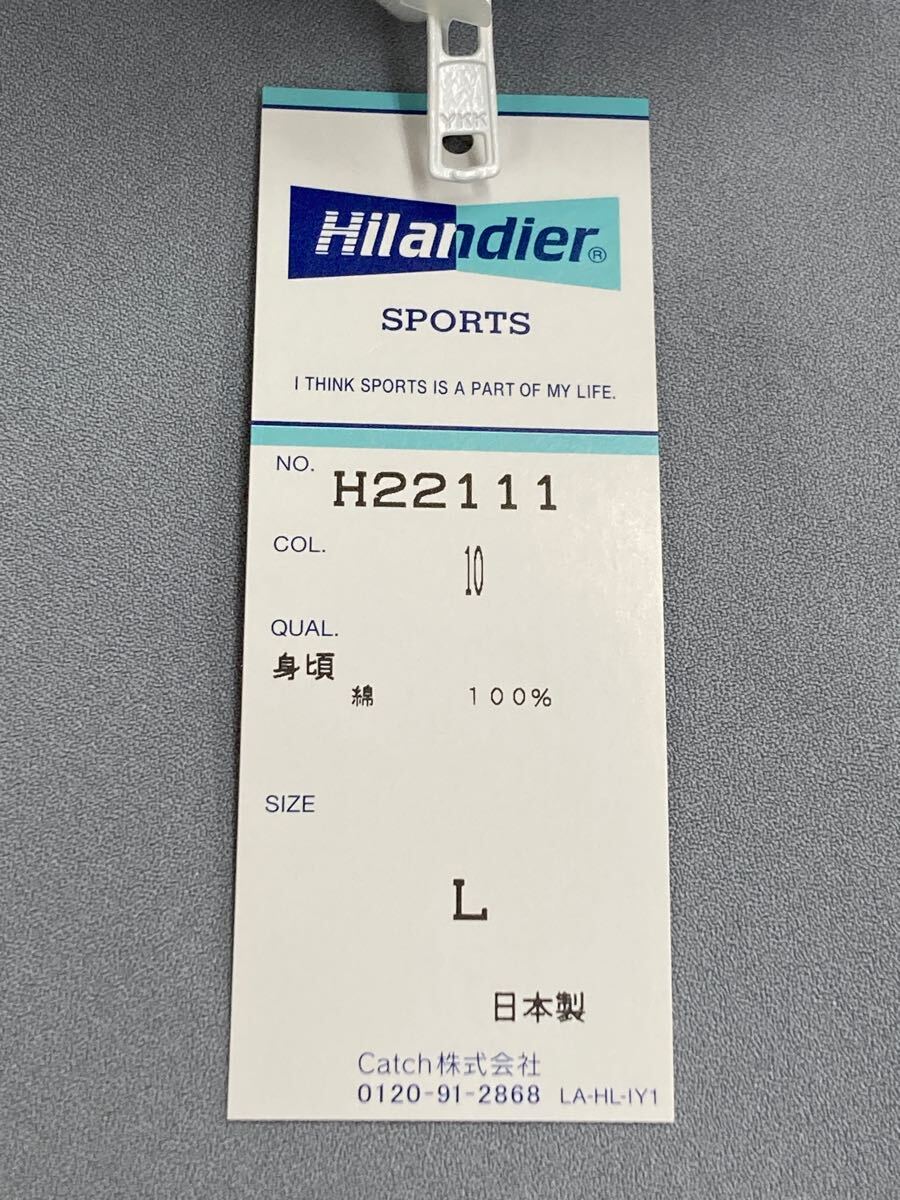 YKK
Hilandier®
SPORTS
I THINK SPORTS IS A PART OF MY LIFE.
NO. H22111
COL. 10
QUAL.
身頃
綿 100%
SIZE
L
日本製
Catch株式会社
0120-91-2868 LA-HL-IY1